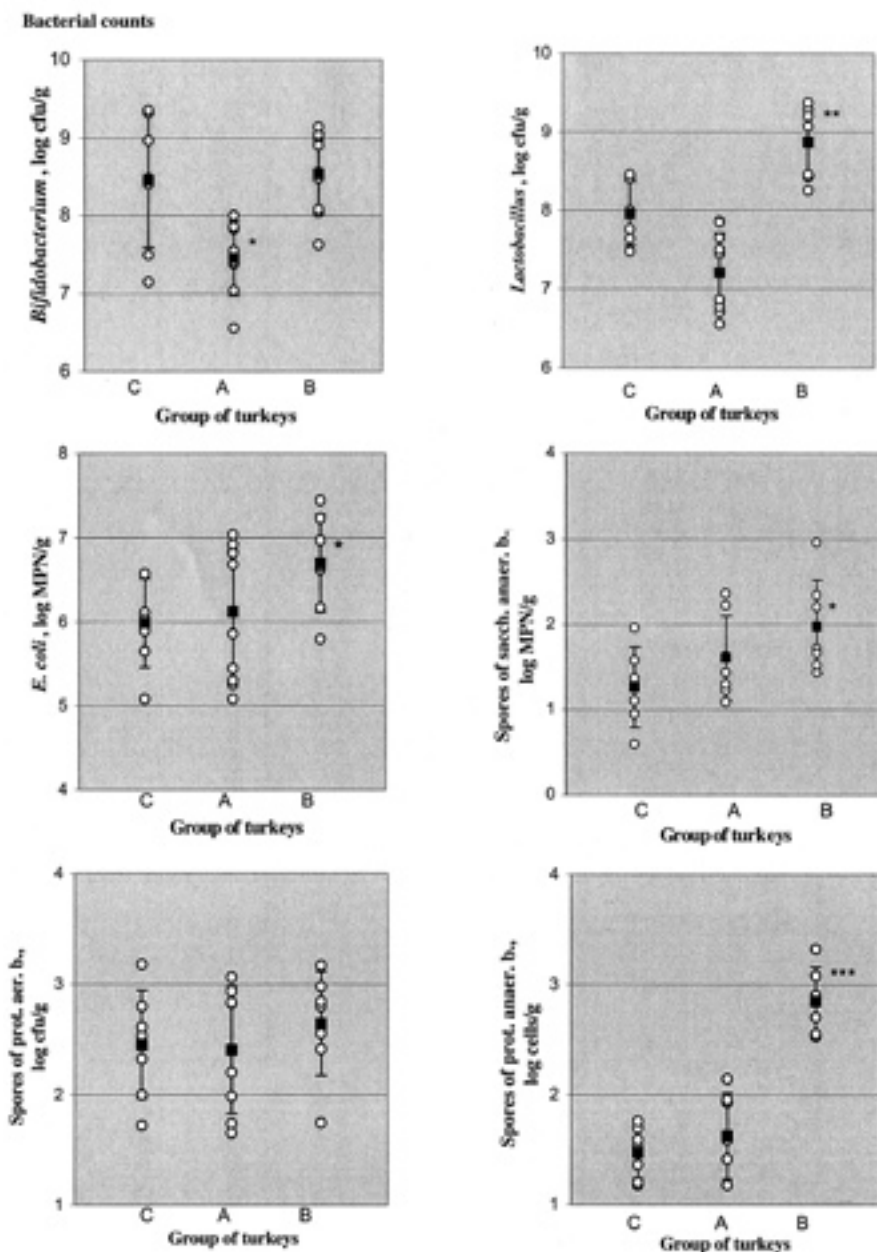 Bacterial counts
10
9
8
7
6
Bifidobacterium , log cfu/g
*
C A B
Group of turkeys
10
9
8
7
6
Lactobacillus , log cfu/g
**
C A B
Group of turkeys
8
7
6
5
4
E. coli , log MPN/g
*
C A B
Group of turkeys
4
3
2
1
0
Spores of sacch. anaer. b.,
log MPN/g
*
C A B
Group of turkeys
4
3
2
1
Spores of prot. aer. b.,
log cfu/g
C A B
Group of turkeys
4
3
2
1
Spores of prot. anaer. b.,
log cells/g
***
C A B
Group of turkeys